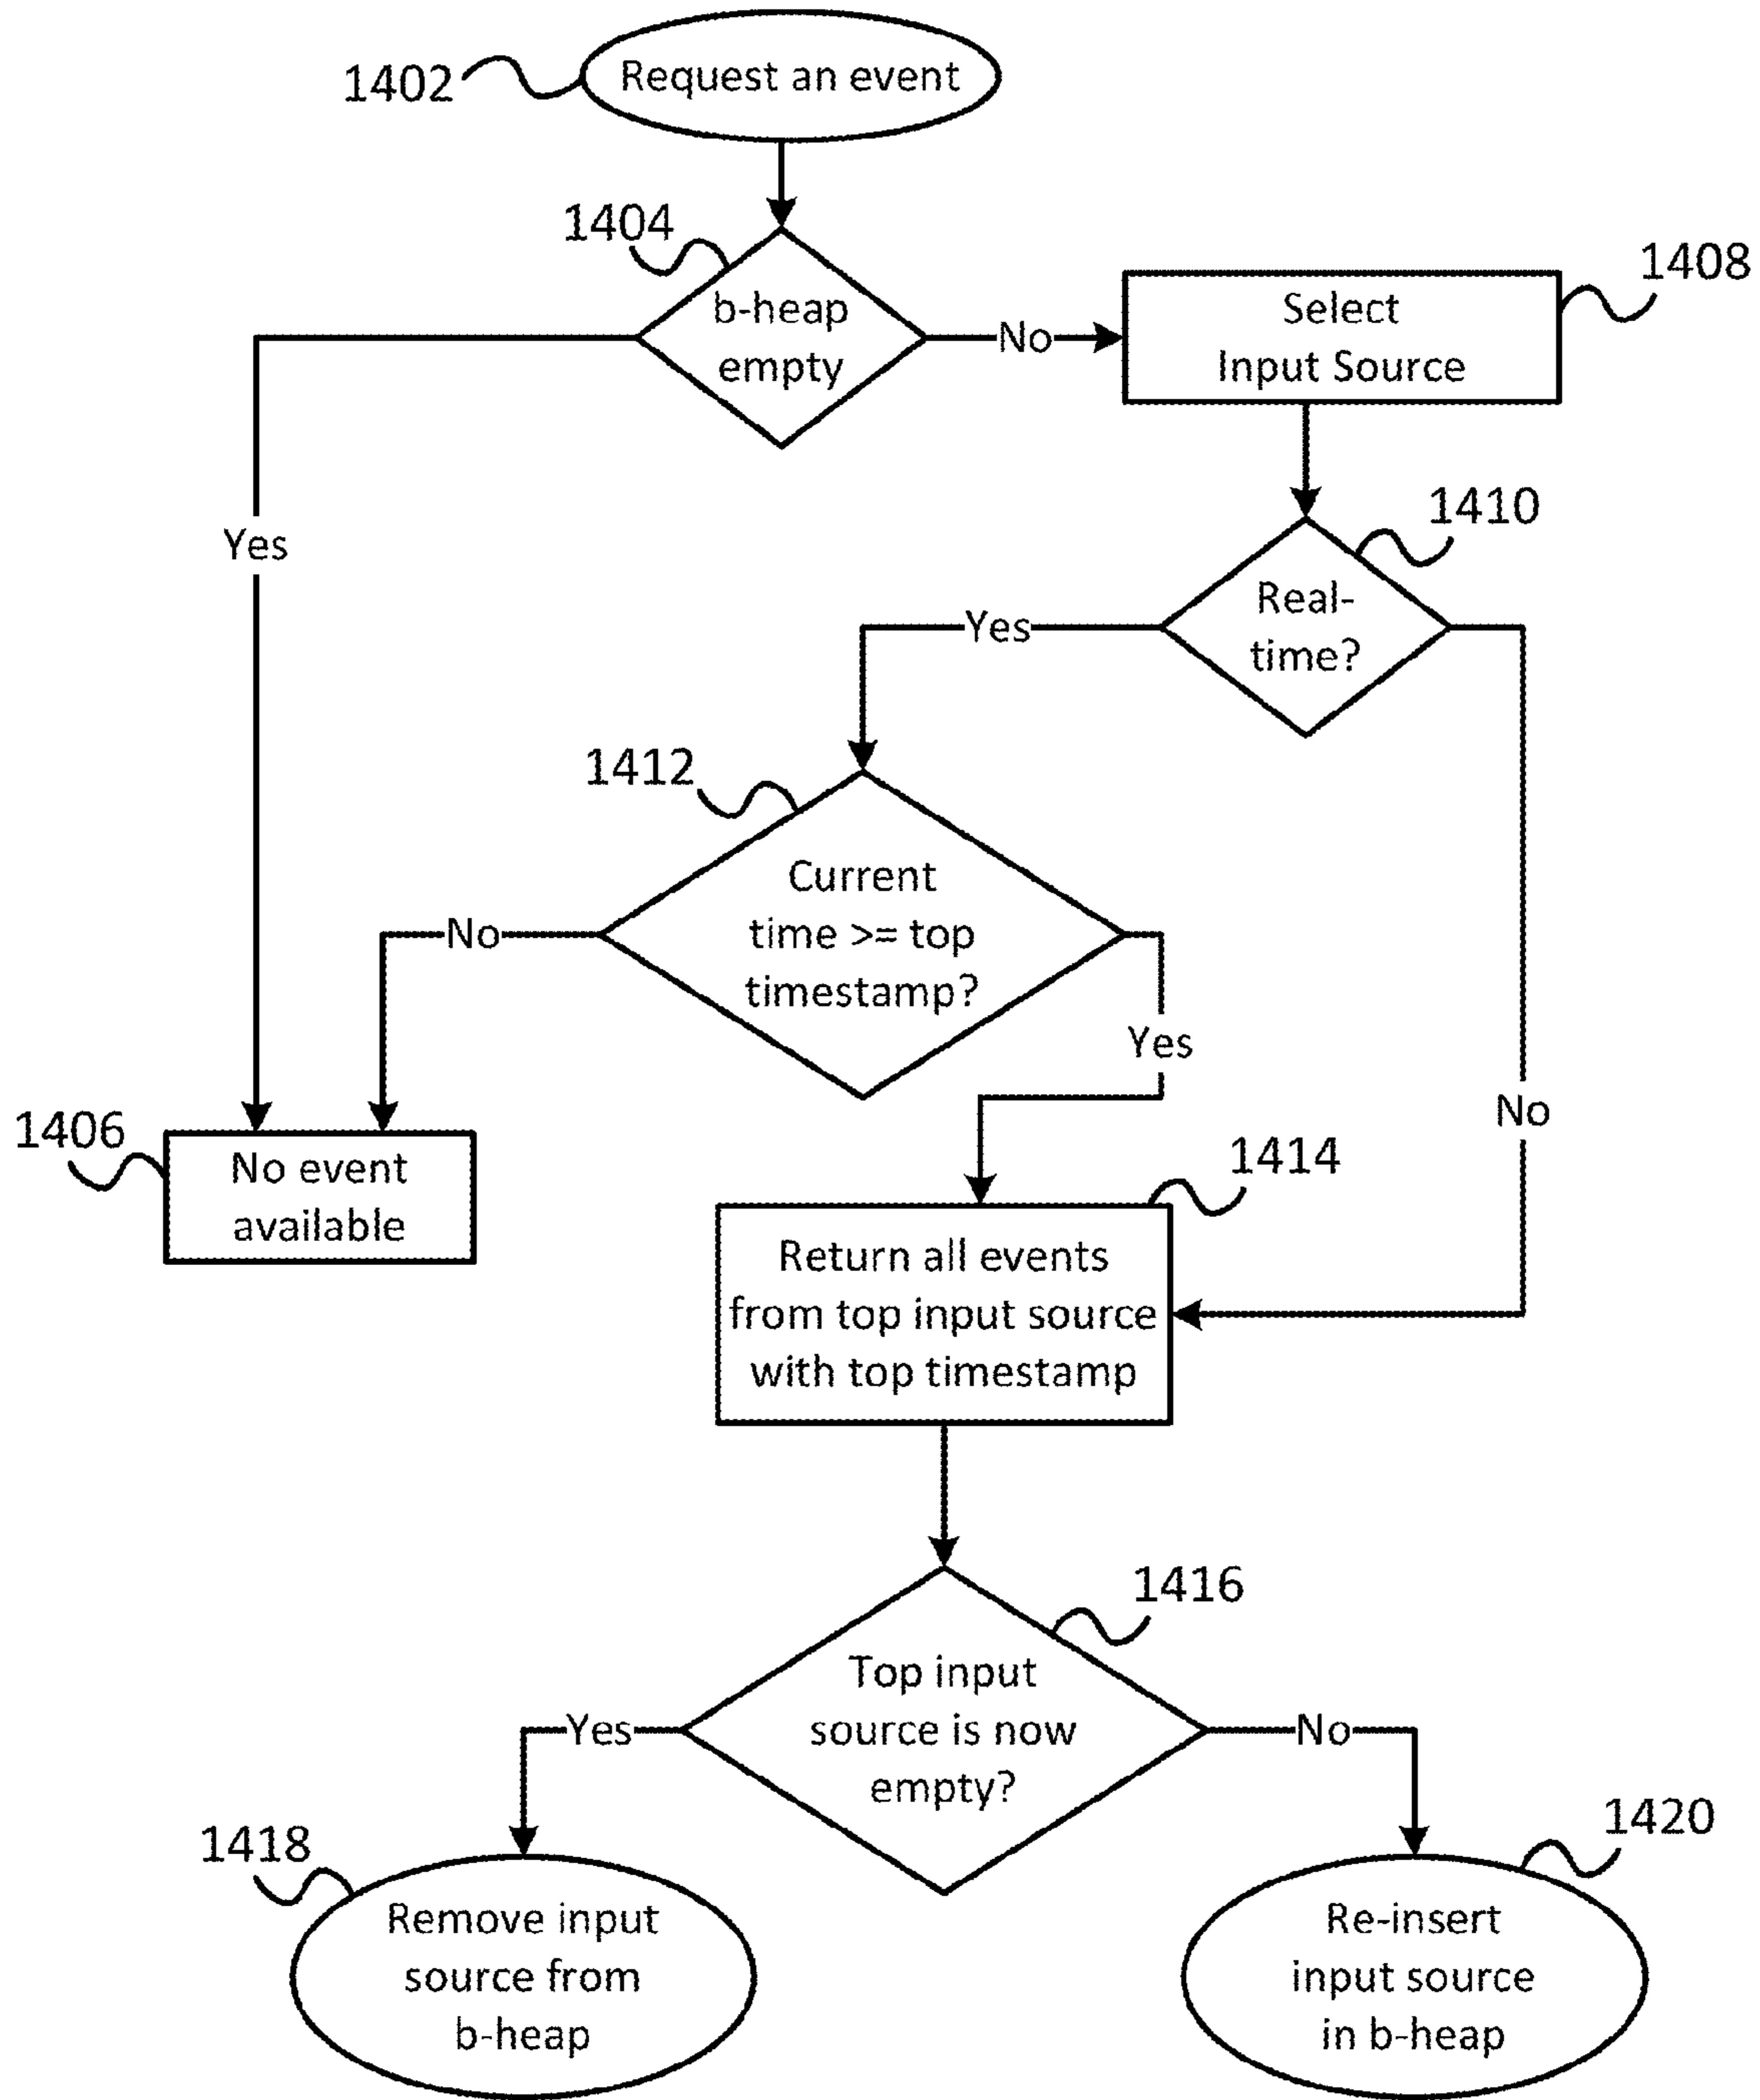 1402
Request an event
1404
b-heap
empty
No
1408
Select
Input Source
Yes
1410
Real-
time?
Yes
No
1412
Current
time >= top
timestamp?
No
Yes
1406
No event
available
1414
Return all events
from top input source
with top timestamp
1416
Top input
source is now
empty?
Yes
No
1418
Remove input
source from
b-heap
1420
Re-insert
input source
in b-heap